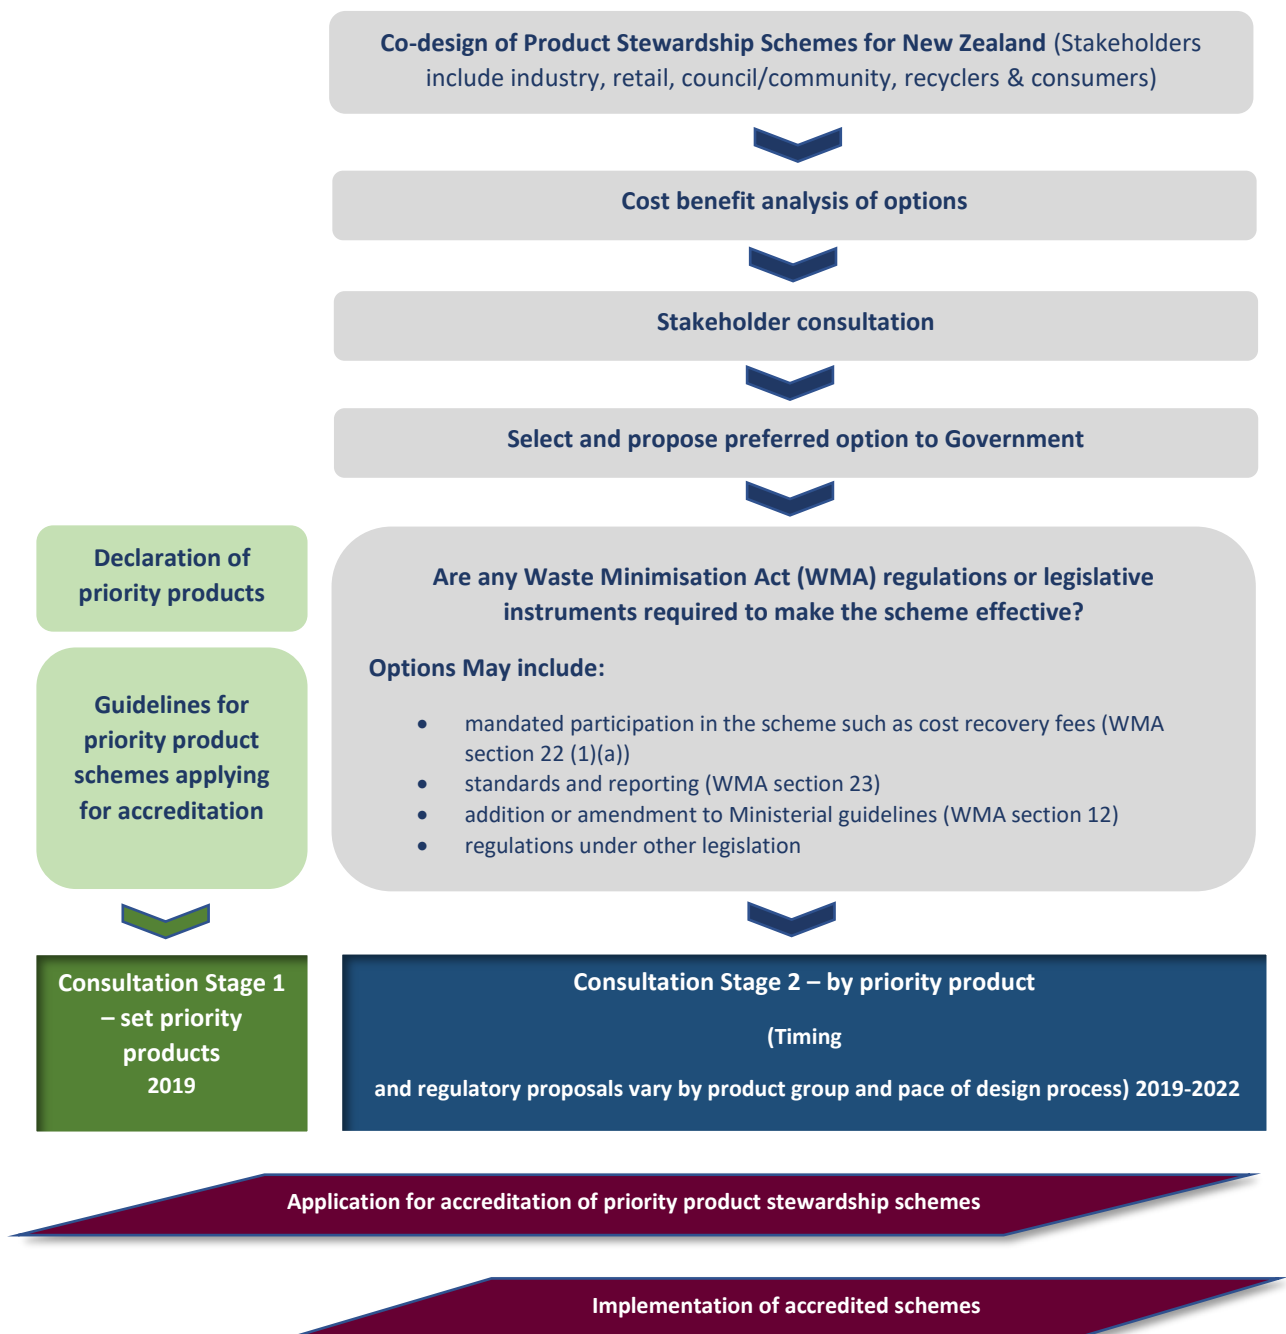 Co-design of Product Stewardship Schemes for New Zealand (Stakeholders
include industry, retail, council/community, recyclers & consumers)
Cost benefit analysis of options
Stakeholder consultation
Select and propose preferred option to Government
Declaration of
priority products
Guidelines for
priority product
schemes applying
for accreditation
Are any Waste Minimisation Act (WMA) regulations or legislative
instruments required to make the scheme effective?
Options May include:
• mandated participation in the scheme such as cost recovery fees (WMA
section 22 (1)(a))
• standards and reporting (WMA section 23)
• addition or amendment to Ministerial guidelines (WMA section 12)
• regulations under other legislation
Consultation Stage 1
– set priority
products
2019
Consultation Stage 2 – by priority product
(Timing
and regulatory proposals vary by product group and pace of design process) 2019-2022
Application for accreditation of priority product stewardship schemes
Implementation of accredited schemes